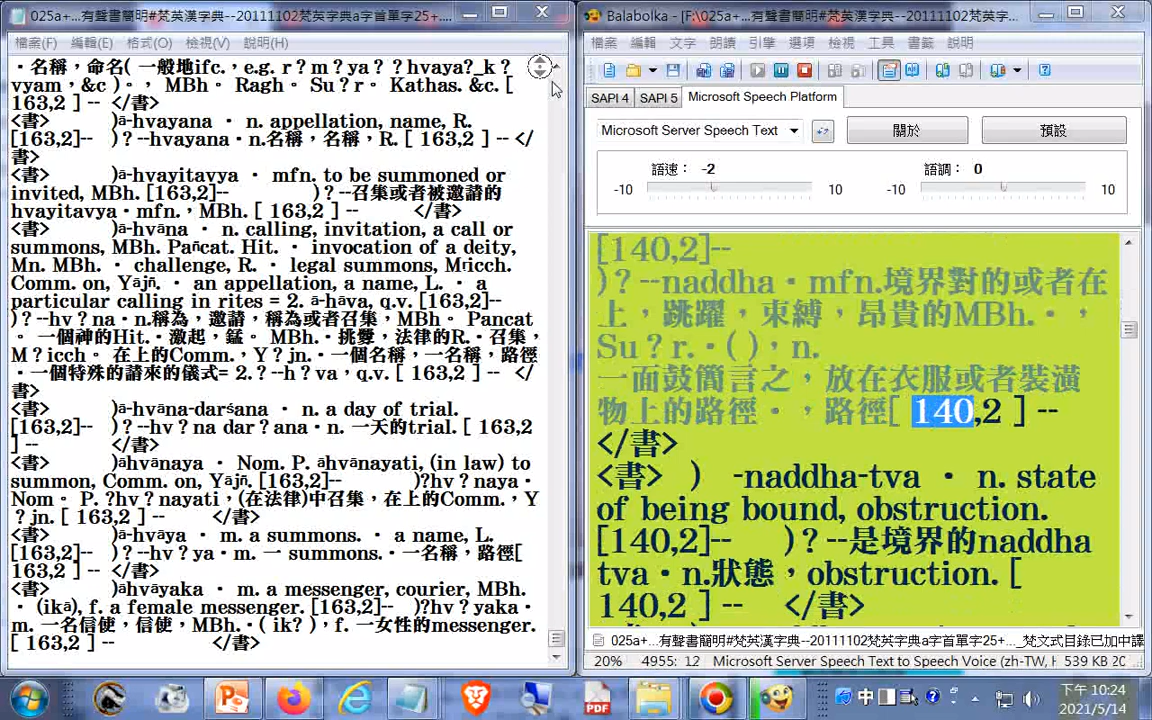 025a+...有聲書簡明#梵英漢字典--20111102梵英字典a字首單字25+...
檔案(F) 編輯(E) 格式(O) 檢視(V) 說明(H)
・名稱，命名( 一般地ifc.，e.g. r？m？ya？？hvaya?_k？
vyam，&c )。， MBh。Ragh。Su？r。Kathas. &c. [
163,2 ] -- </書>
<書> )ā-hvayana ・ n. appellation, name, R.
[163,2]-- )？--hvayana・n.名稱，名稱，R. [ 163,2 ] -- </
書>
<書> )ā-hvayitavya ・ mfn. to be summoned or
invited, MBh. [163,2]-- )？--召集或者被邀請的
hvayitavya・mfn.，MBh. [ 163,2 ] -- </書>
<書> )ā-hvāna ・ n. calling, invitation, a call or
summons, MBh. Pañcat. Hit. ・ invocation of a deity,
Mn. MBh. ・ challenge, R. ・ legal summons, Mṛicch.
Comm. on, Yājñ. ・ an appellation, a name, L. ・ a
particular calling in rites = 2. ā-hāva, q.v. [163,2]--
)？--hv？na・n.稱為，邀請，稱為或者召集，MBh。Pancat
。一個神的Hit.・激起，錳。 MBh.・挑釁，法律的R.・召集，
M？icch。 在上的Comm.，Y？jn.・一個名稱，一名稱，路徑
・一個特殊的請來的儀式= 2.？--h？va，q.v. [ 163,2 ] -- </
書>
<書> )ā-hvāna-darśana ・ n. a day of trial.
[163,2]-- )？--hv？na dar？ana・n. 一天的trial. [ 163,2
] -- </書>
<書> )āhvānaya ・ Nom. P. āhvānayati, (in law) to
summon, Comm. on, Yājñ. [163,2]-- )?hv？naya・
Nom。 P. ?hv？nayati，(在法律)中召集，在上的Comm.，Y
？jn. [ 163,2 ] -- </書>
<書> )ā-hvāya ・ m. a summons. ・ a name, L.
[163,2]-- )？--hv？ya・m. 一 summons.・一名稱，路徑[
163,2 ] -- </書>
<書> )āhvāyaka ・ m. a messenger, courier, MBh.
・ (ikā), f. a female messenger. [163,2]-- )?hv？yaka・
m. 一名信使，信使，MBh.・( ik？)，f. 一女性的messenger.
[ 163,2 ] -- </書>
Balabolka - [F:\025a+...有聲書簡明#梵英漢字典--20111102梵英字...
檔案 編輯 文字 朗讀 引擎 選項 檢視 工具 書籤 說明
SAPI 4 SAPI 5 Microsoft Speech Platform
Microsoft Server Speech Text 關於 預設
語速： -2 語調： 0
-10 10 -10 10
[140,2]--
)？--naddha・mfn.境界對的或者在
上，跳躍，束縛，昂貴的MBh.・，
Su？r.・( )，n.
一面鼓簡言之，放在衣服或者裝潢
物上的路徑・，路徑[ 140,2 ] --
</書>
<書> ) -naddha-tva ・ n. state
of being bound, obstruction.
[140,2]-- )？--是境界的naddha
tva・n.狀態，obstruction. [
140,2 ] -- </書>
025a+...有聲書簡明#梵英漢字典--20111102梵英字典a字首單字25+..._梵文式目錄已加中譯
20% 4955: 12 Microsoft Server Speech Text to Speech Voice (zh-TW, H 539 KB 20
PDF
中
下午 10:24
2021/5/14